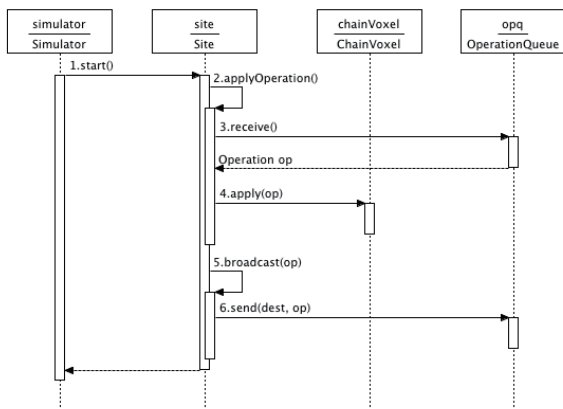 simulator
Simulator
site
Site
chainVoxel
ChainVoxel
opq
OperationQueue
1.start()
2.applyOperation()
3.receive()
Operation op
4.apply(op)
5.broadcast(op)
6.send(dest, op)